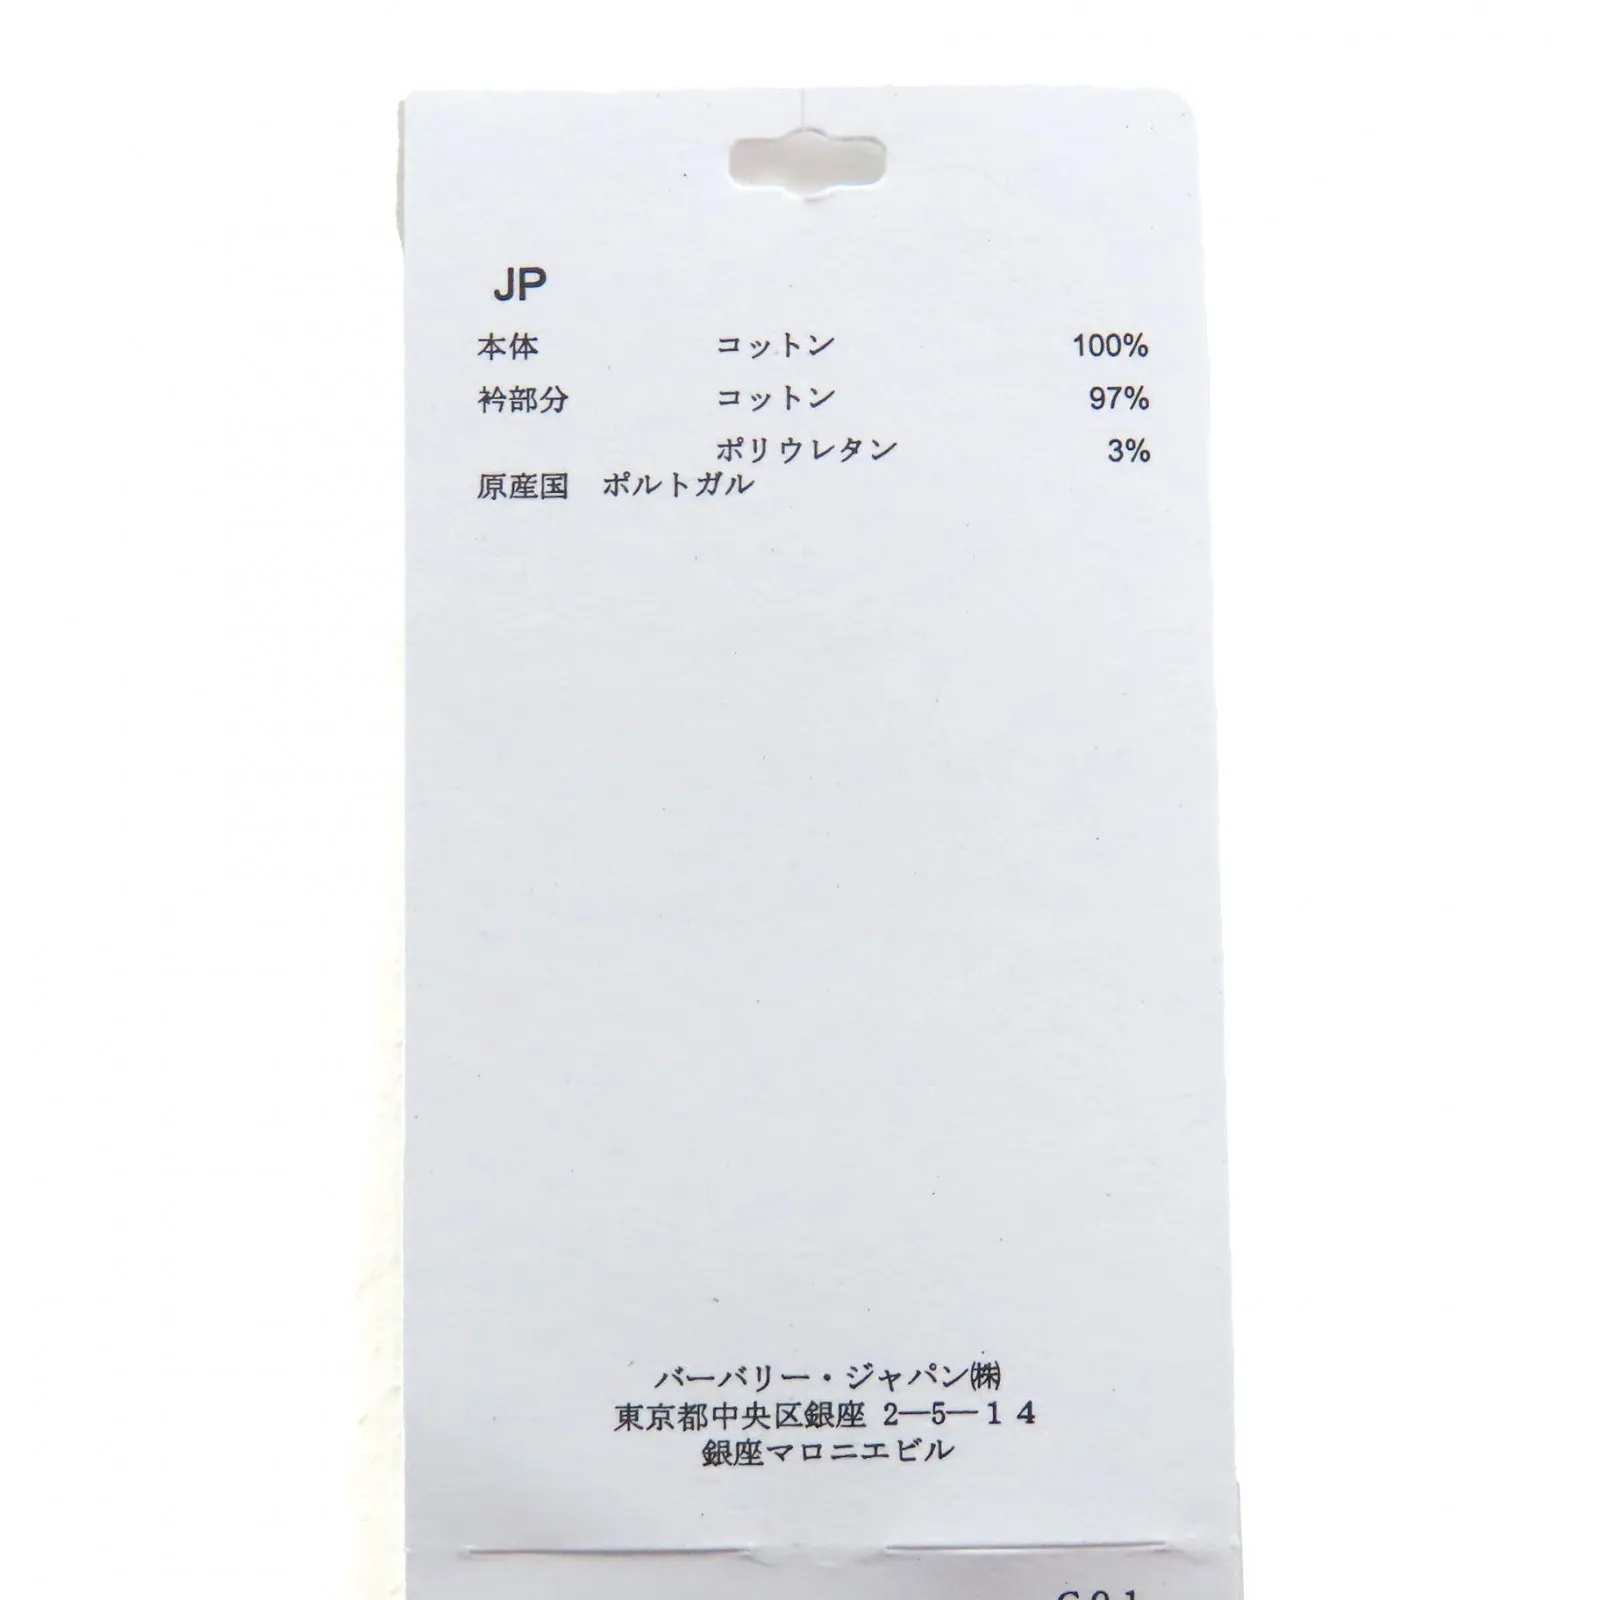 JP
本体 コットン 100%
衿部分 コットン 97%
ポリウレタン 3%
原産国 ポルトガル
バーバリー・ジャパン㈱
東京都中央区銀座 2―5―14
銀座マロニエビル